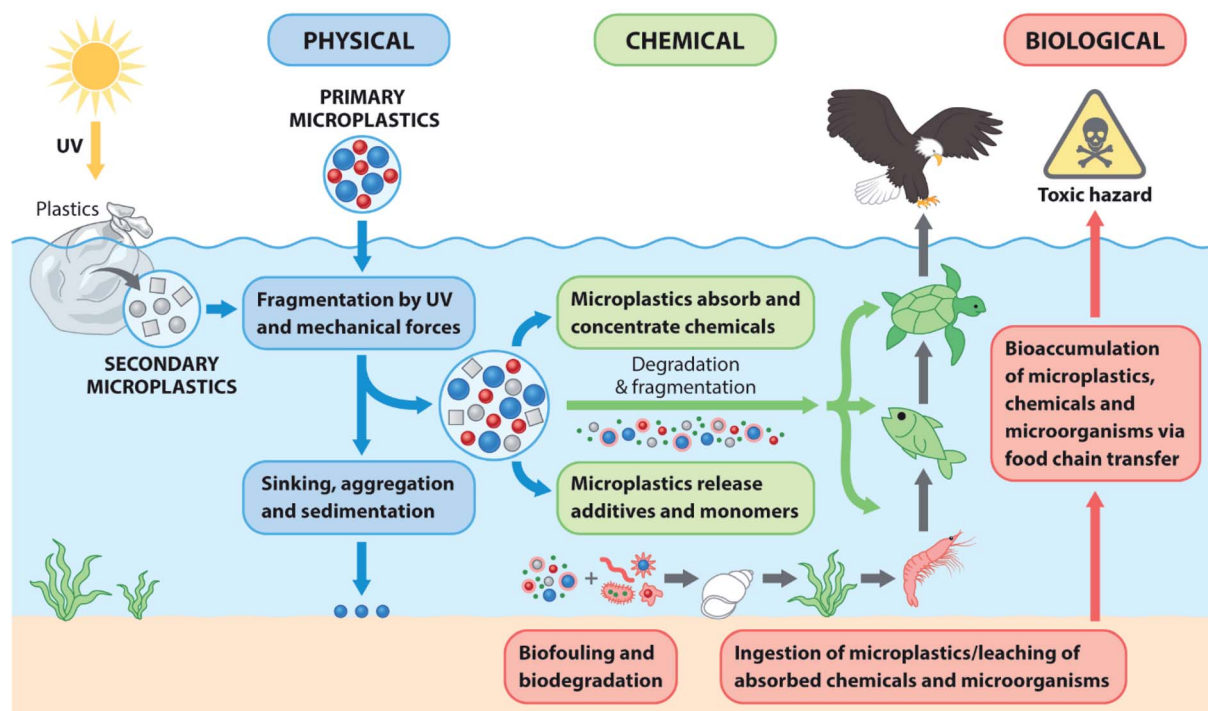 PHYSICAL
CHEMICAL
BIOLOGICAL
UV
Plastics
PRIMARY
MICROPLASTICS
Toxic hazard
SECONDARY
MICROPLASTICS
Fragmentation by UV
and mechanical forces
Sinking, aggregation
and sedimentation
Microplastics absorb and
concentrate chemicals
Degradation
& fragmentation
Microplastics release
additives and monomers
+
Bioaccumulation
of microplastics,
chemicals and
microorganisms via
food chain transfer
Biofouling and
biodegradation
Ingestion of microplastics/leaching of
absorbed chemicals and microorganisms